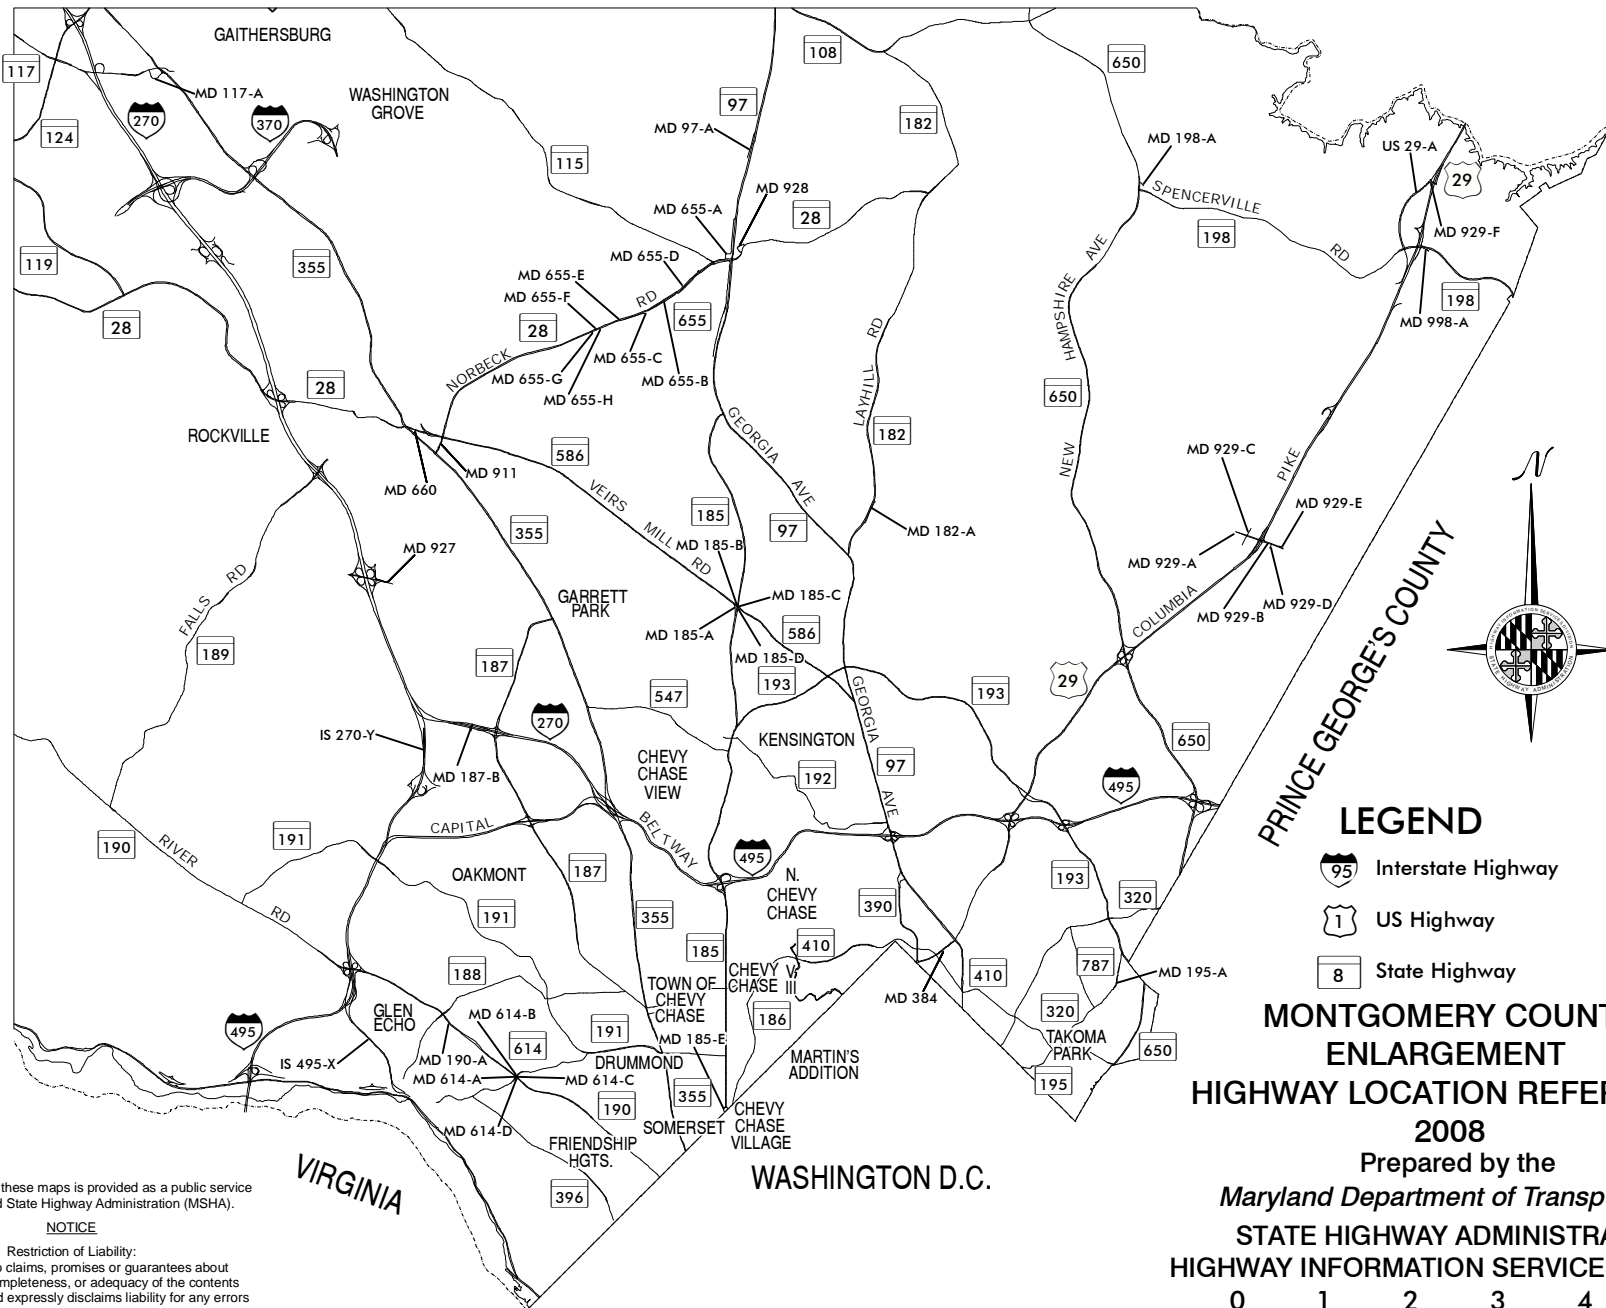 GAITHERSBURG
108
650
117
MD 117-A
WASHINGTON
GROVE
97
270
370
182
124
MD 97-A
MD 198-A
US 29-A
115
29
MD 928
SPENCERVILLE
MD 655-A
28
198
RD
MD 929-F
119
355
MD 655-D
MD 655-E
MD 655-F
RD
655
HAMPSHIRE AVE
198
MD 998-A
28
28
MD 655-C
NORBECK
MD 655-G
MD 655-B
MD 655-H
LAYHILL RD
28
650
ROCKVILLE
GEORGIA
AVE
182
586
NEW
MD 929-C
PIKE
N
MD 911
MD 660
VEIRS
MILL
RD
185
97
MD 929-E
355
MD 182-A
MD 927
MD 185-B
MD 929-A
FALLS RD
GARRETT
PARK
MD 185-C
COLUMBIA
MD 929-D
MD 929-B
586
MD 185-A
189
187
MD 185-D
193
29
193
547
GEORGIA
AVE
PRINCE GEORGE'S COUNTY
HIGHWAY INFORMATION SERVICES DIVISION
STATE HIGHWAY ADMINISTRATION
270
IS 270-Y
KENSINGTON
650
CHEVY
CHASE
VIEW
MD 187-B
192
97
495
LEGEND
190
RIVER
RD
191
CAPITAL
BELTWAY
495
95 Interstate Highway
OAKMONT
187
N.
CHEVY
CHASE
193
320
390
191
355
1 US Highway
185
410
188
TOWN OF
CHEVY
CHASE
CHEVY
CHASE V
III
410
787
MD 195-A
8 State Highway
MD 384
GLEN
ECHO
MD 614-B
186
320
MONTGOMERY COUNT
495
191
MD 185-E
TAKOMA
PARK
650
ENLARGEMENT
IS 495-X
MD 190-A
614
DRUMMOND
MARTIN'S
ADDITION
MD 614-A
MD 614-C
195
HIGHWAY LOCATION REFE
355
190
CHEVY
CHASE
VILLAGE
MD 614-D
SOMERSET
2008
FRIENDSHIP
HGTS.
Prepared by the
VIRGINIA
WASHINGTON D.C.
396
Maryland Department of Transp
STATE HIGHWAY ADMINISTRA
HIGHWAY INFORMATION SERVICE
0 1 2 3 4
these maps is provided as a public service
d State Highway Administration (MSHA).
NOTICE
Restriction of Liability:
claims, promises or guarantees about
mpleteness, or adequacy of the contents
d expressly disclaims liability for any errors